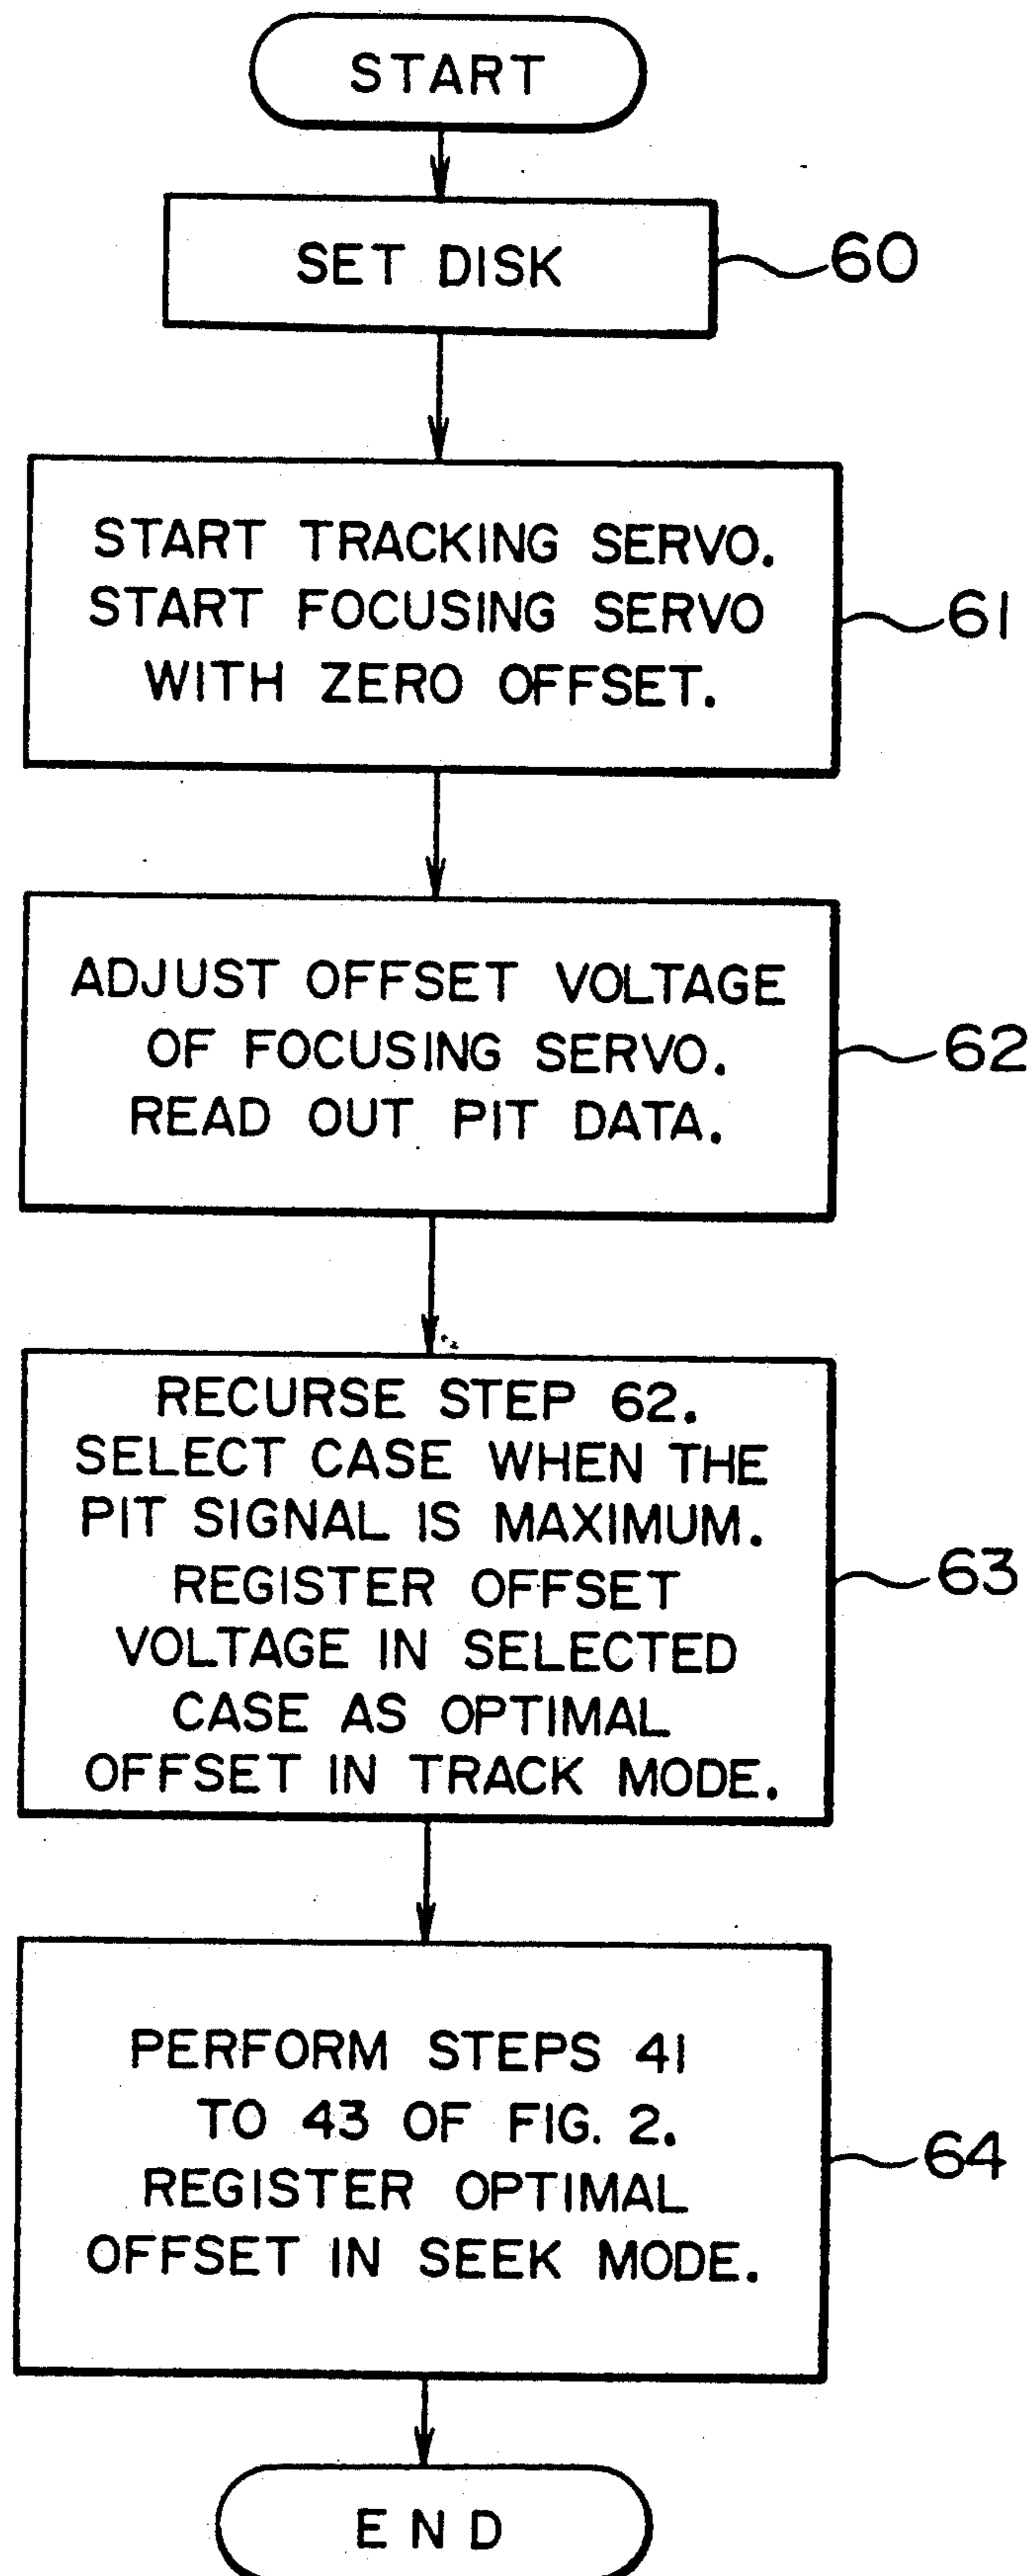 START
SET DISK
60
START TRACKING SERVO.
START FOCUSING SERVO
WITH ZERO OFFSET.
61
ADJUST OFFSET VOLTAGE
OF FOCUSING SERVO.
READ OUT PIT DATA.
62
RECURSE STEP 62.
SELECT CASE WHEN THE
PIT SIGNAL IS MAXIMUM.
REGISTER OFFSET
VOLTAGE IN SELECTED
CASE AS OPTIMAL
OFFSET IN TRACK MODE.
63
PERFORM STEPS 41
TO 43 OF FIG. 2.
REGISTER OPTIMAL
OFFSET IN SEEK MODE.
64
END